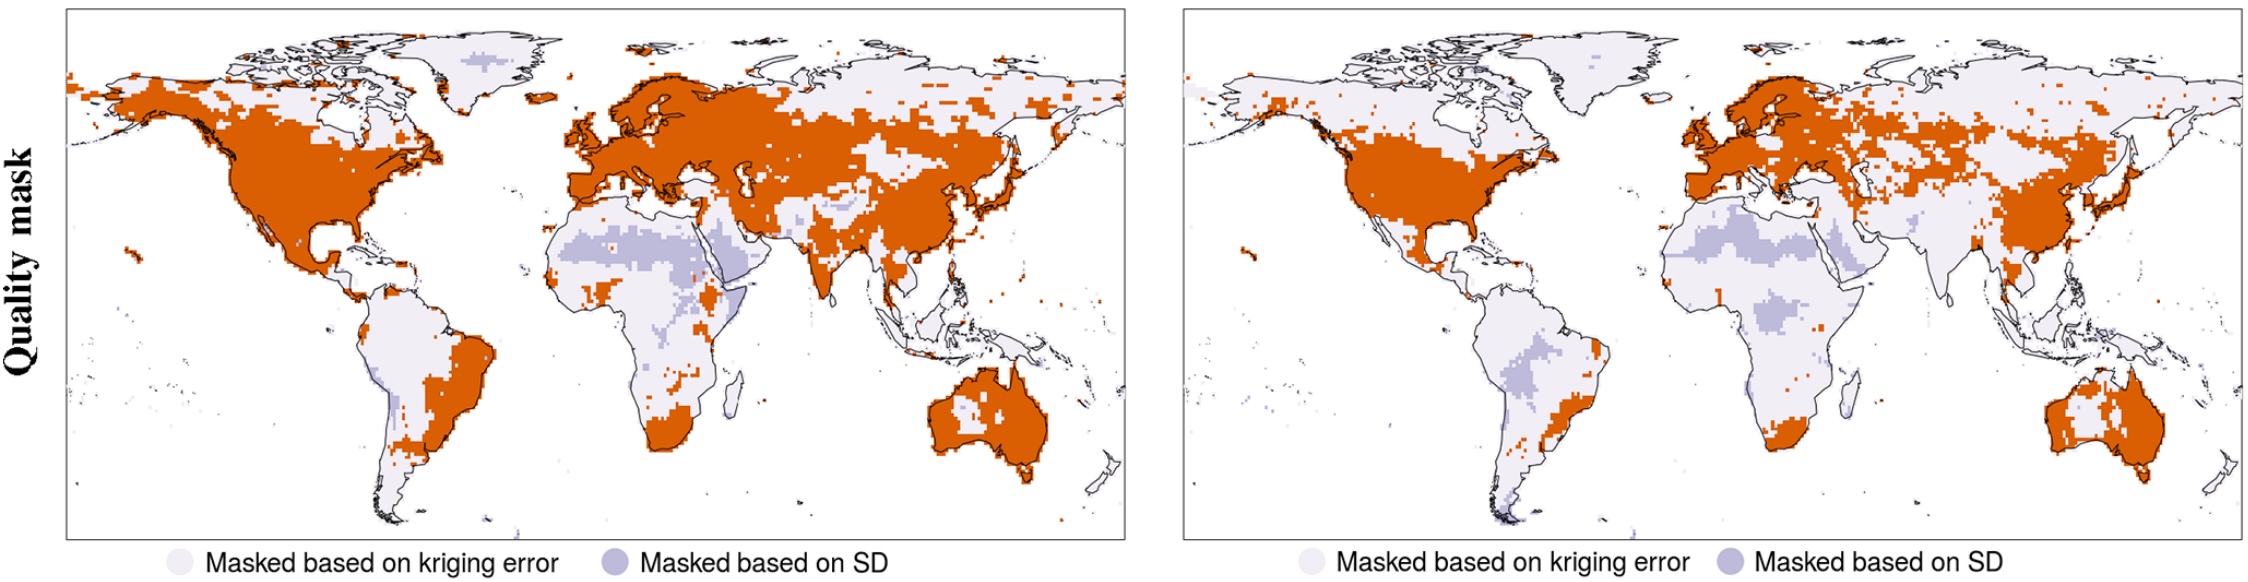 Quality mask
Masked based on kriging error Masked based on SD
Masked based on kriging error Masked based on SD